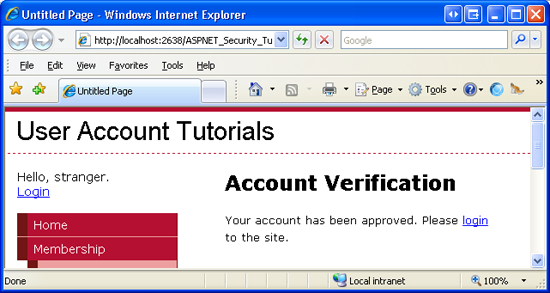 Untitled Page - Windows Internet Explorer
http://localhost:2638/ASPNET_Security_Tu
Google
File Edit View Favorites Tools Help
Untitled Page
Page Tools
User Account Tutorials
Hello, stranger.
Login
Home
Membership
Account Verification
Your account has been approved. Please login
to the site.
Done
Local intranet
100%